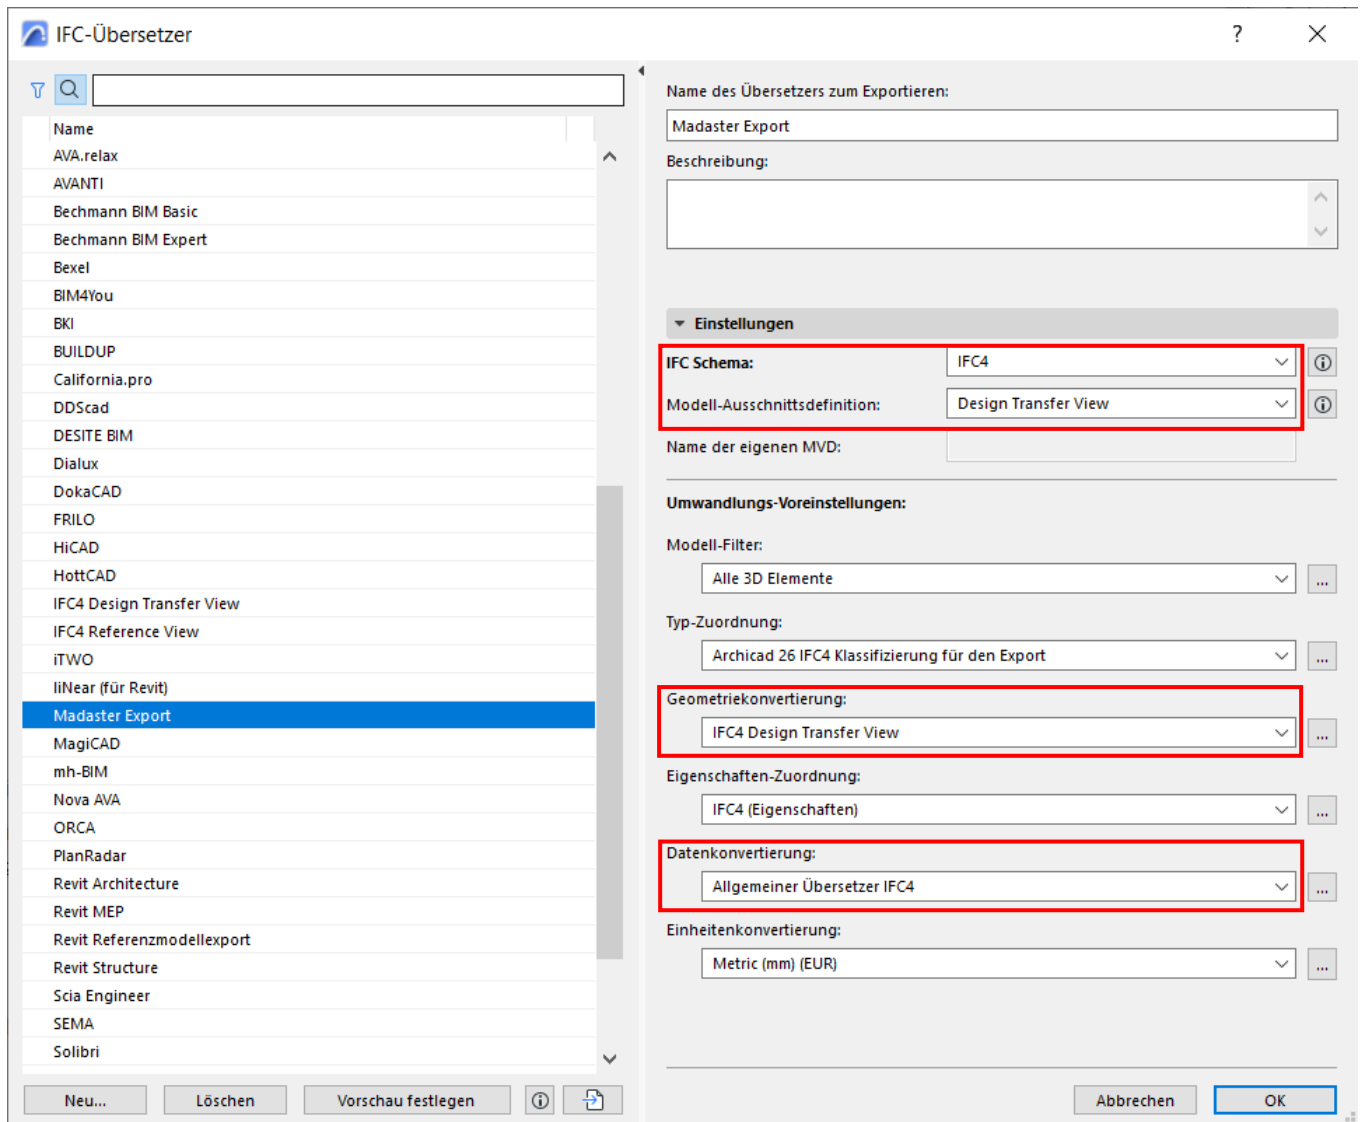 IFC-Übersetzer
?
Name
AVA.relax
AVANTI
Bechmann BIM Basic
Bechmann BIM Expert
Bexel
BIM4You
BKI
BUILDUP
California.pro
DDScad
DESITE BIM
Dialux
DokaCAD
FRILO
HiCAD
HottCAD
IFC4 Design Transfer View
IFC4 Reference View
iTWO
liNear (für Revit)
Madaster Export
MagiCAD
mh-BIM
Nova AVA
ORCA
PlanRadar
Revit Architecture
Revit MEP
Revit Referenzmodellexport
Revit Structure
Scia Engineer
SEMA
Solibri
Neu...
Löschen
Vorschau festlegen
Name des Übersetzers zum Exportieren:
Madaster Export
Beschreibung:
Einstellungen
IFC Schema:
IFC4
Modell-Ausschnittsdefinition:
Design Transfer View
Name der eigenen MVD:
Umwandlungs-Voreinstellungen:
Modell-Filter:
Alle 3D Elemente
...
Typ-Zuordnung:
Archicad 26 IFC4 Klassifizierung für den Export
...
Geometriekonvertierung:
IFC4 Design Transfer View
...
Eigenschaften-Zuordnung:
IFC4 (Eigenschaften)
...
Datenkonvertierung:
Allgemeiner Übersetzer IFC4
...
Einheitenkonvertierung:
Metric (mm) (EUR)
...
Abbrechen
OK